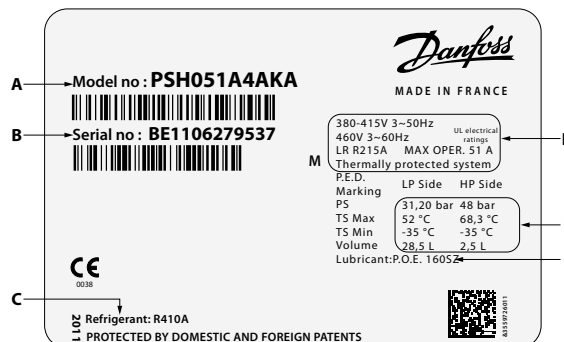 Danfoss
MADE IN FRANCE
A
Model no : PSH051A4AKA
B
Serial no : BE1106279537
380-415V 3~50Hz
460V 3~60Hz
UL electrical
ratings
LR R215A MAX OPER. 51 A
M Thermally protected system
P.E.D.
Marking LP Side HP Side
PS 31,20 bar 48 bar
TS Max 52 °C 68,3 °C
TS Min -35 °C -35 °C
Volume 28,5 L 2,5 L
Lubricant:P.O.E. 160SZ
CE
0038
C
Refrigerant: R410A
2011
PROTECTED BY DOMESTIC AND FOREIGN PATENTS
83559726011